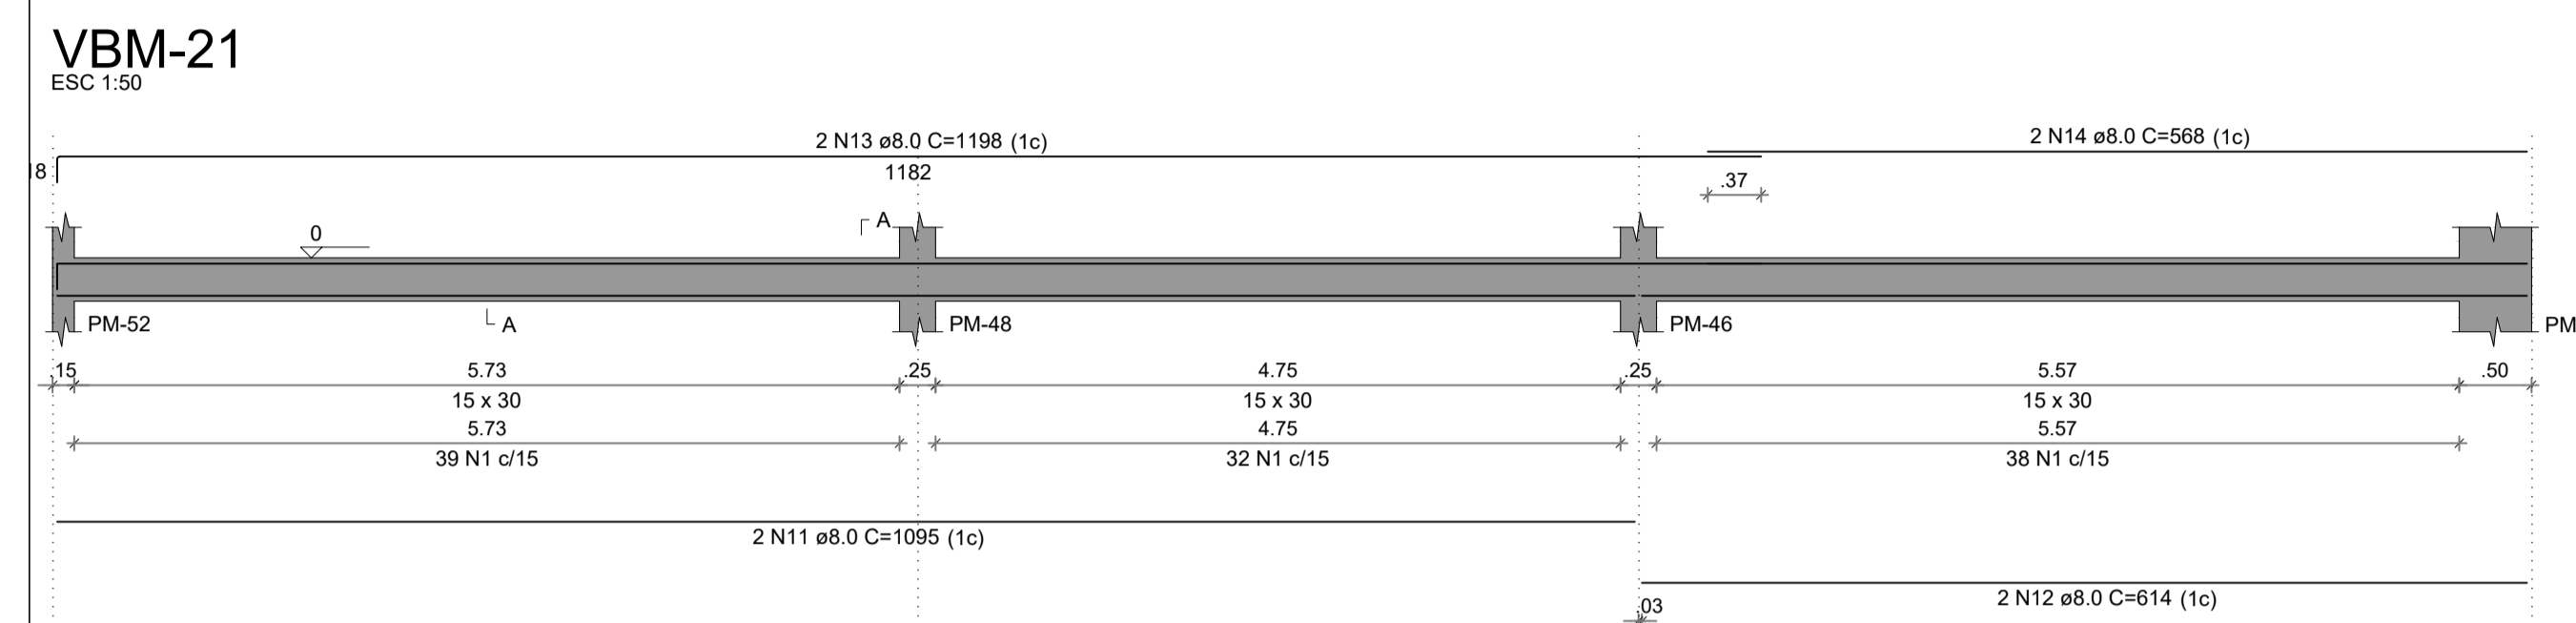 VBM-21
ESC 1:50
2 N13 ø8.0 C=1198 (1c)
2 N14 ø8.0 C=568 (1c)
1182
.37
A
0
PM-52
A
PM-48
PM-46
.15
5.73
.25
4.75
.25
5.57
.50
15 x 30
15 x 30
15 x 30
5.73
4.75
5.57
39 N1 c/15
32 N1 c/15
38 N1 c/15
2 N11 ø8.0 C=1095 (1c)
2 N12 ø8.0 C=614 (1c)
.03